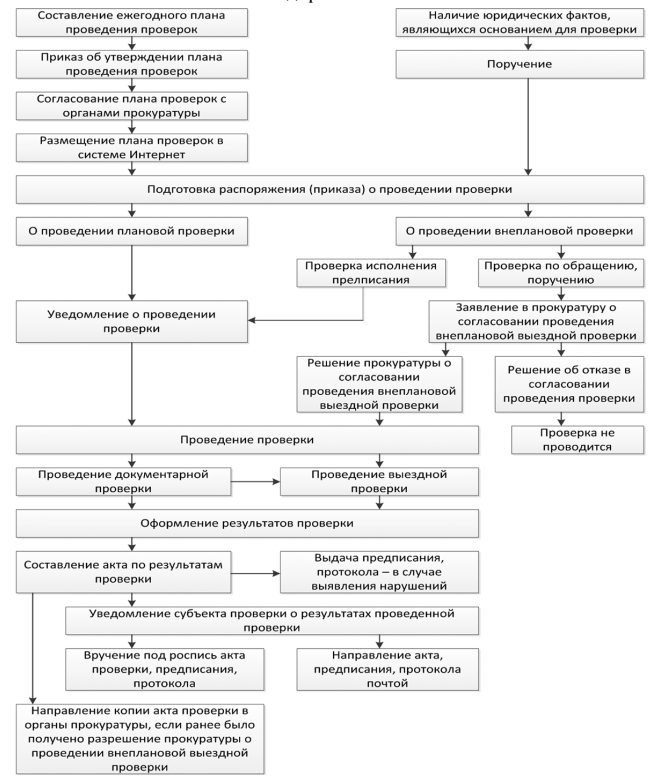 Составление ежегодного плана
проведения проверок
Наличие юридических фактов,
являющихся основанием для проверки
Приказ об утверждении плана
проведения проверок
Поручение
Согласование плана проверок с
органами прокуратуры
Размещение плана проверок в
системе Интернет
Подготовка распоряжения (приказа) о проведении проверки
О проведении плановой проверки
О проведении внеплановой проверки
Проверка исполнения
прелписания
Проверка по обращению,
поручению
Уведомление о проведении
проверки
Заявление в прокуратуру о
согласовании проведения
внеплановой выездной проверки
Решение прокуратуры о
согласовании
проведения внеплановой
выездной проверки
Решение об отказе в
согласовании
проведения проверки
Проведение проверки
Проверка не
проводится
Проведение документарной
проверки
Проведение выездной
проверки
Оформление результатов проверки
Составление акта по результатам
проверки
Выдача предписания,
протокола – в случае
выявления нарушений
Уведомление субъекта проверки о результатах проведенной
проверки
Вручение под роспись акта
проверки, предписания,
протокола
Направление акта,
предписания, протокола
почтой
Направление копии акта проверки в
органы прокуратуры, если ранее было
получено разрешение прокуратуры о
проведении внеплановой выездной
проверки